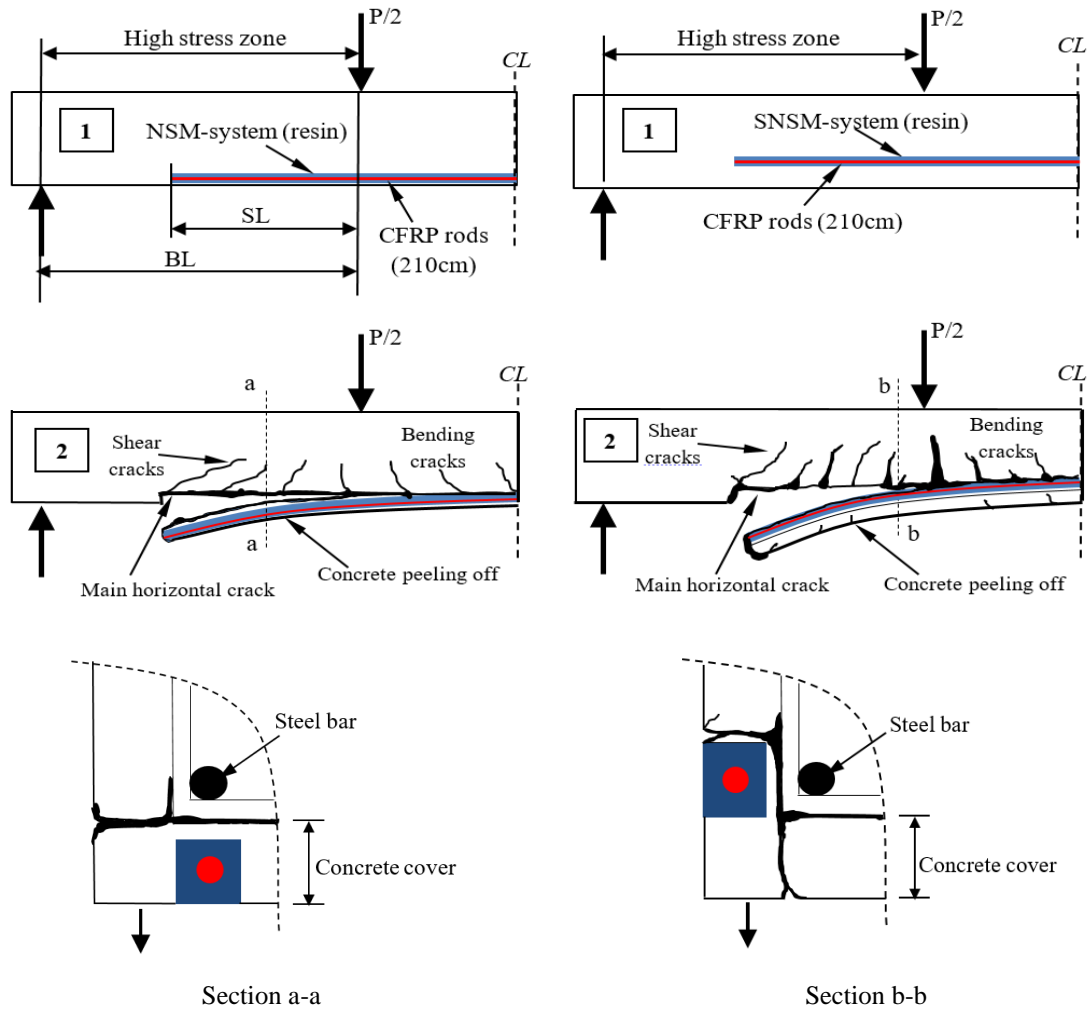 P/2
High stress zone
CL
1
NSM-system (resin)
SL
CFRP rods
(210cm)
BL
P/2
High stress zone
CL
1
SNSM-system (resin)
CFRP rods (210cm)
P/2
CL
a
2
Shear
cracks
Bending
cracks
a
Main horizontal crack
Concrete peeling off
P/2
CL
b
2
Shear
cracks
Bending
cracks
b
Main horizontal crack
Concrete peeling off
Steel bar
Concrete cover
Section a-a
Steel bar
Concrete cover
Section b-b